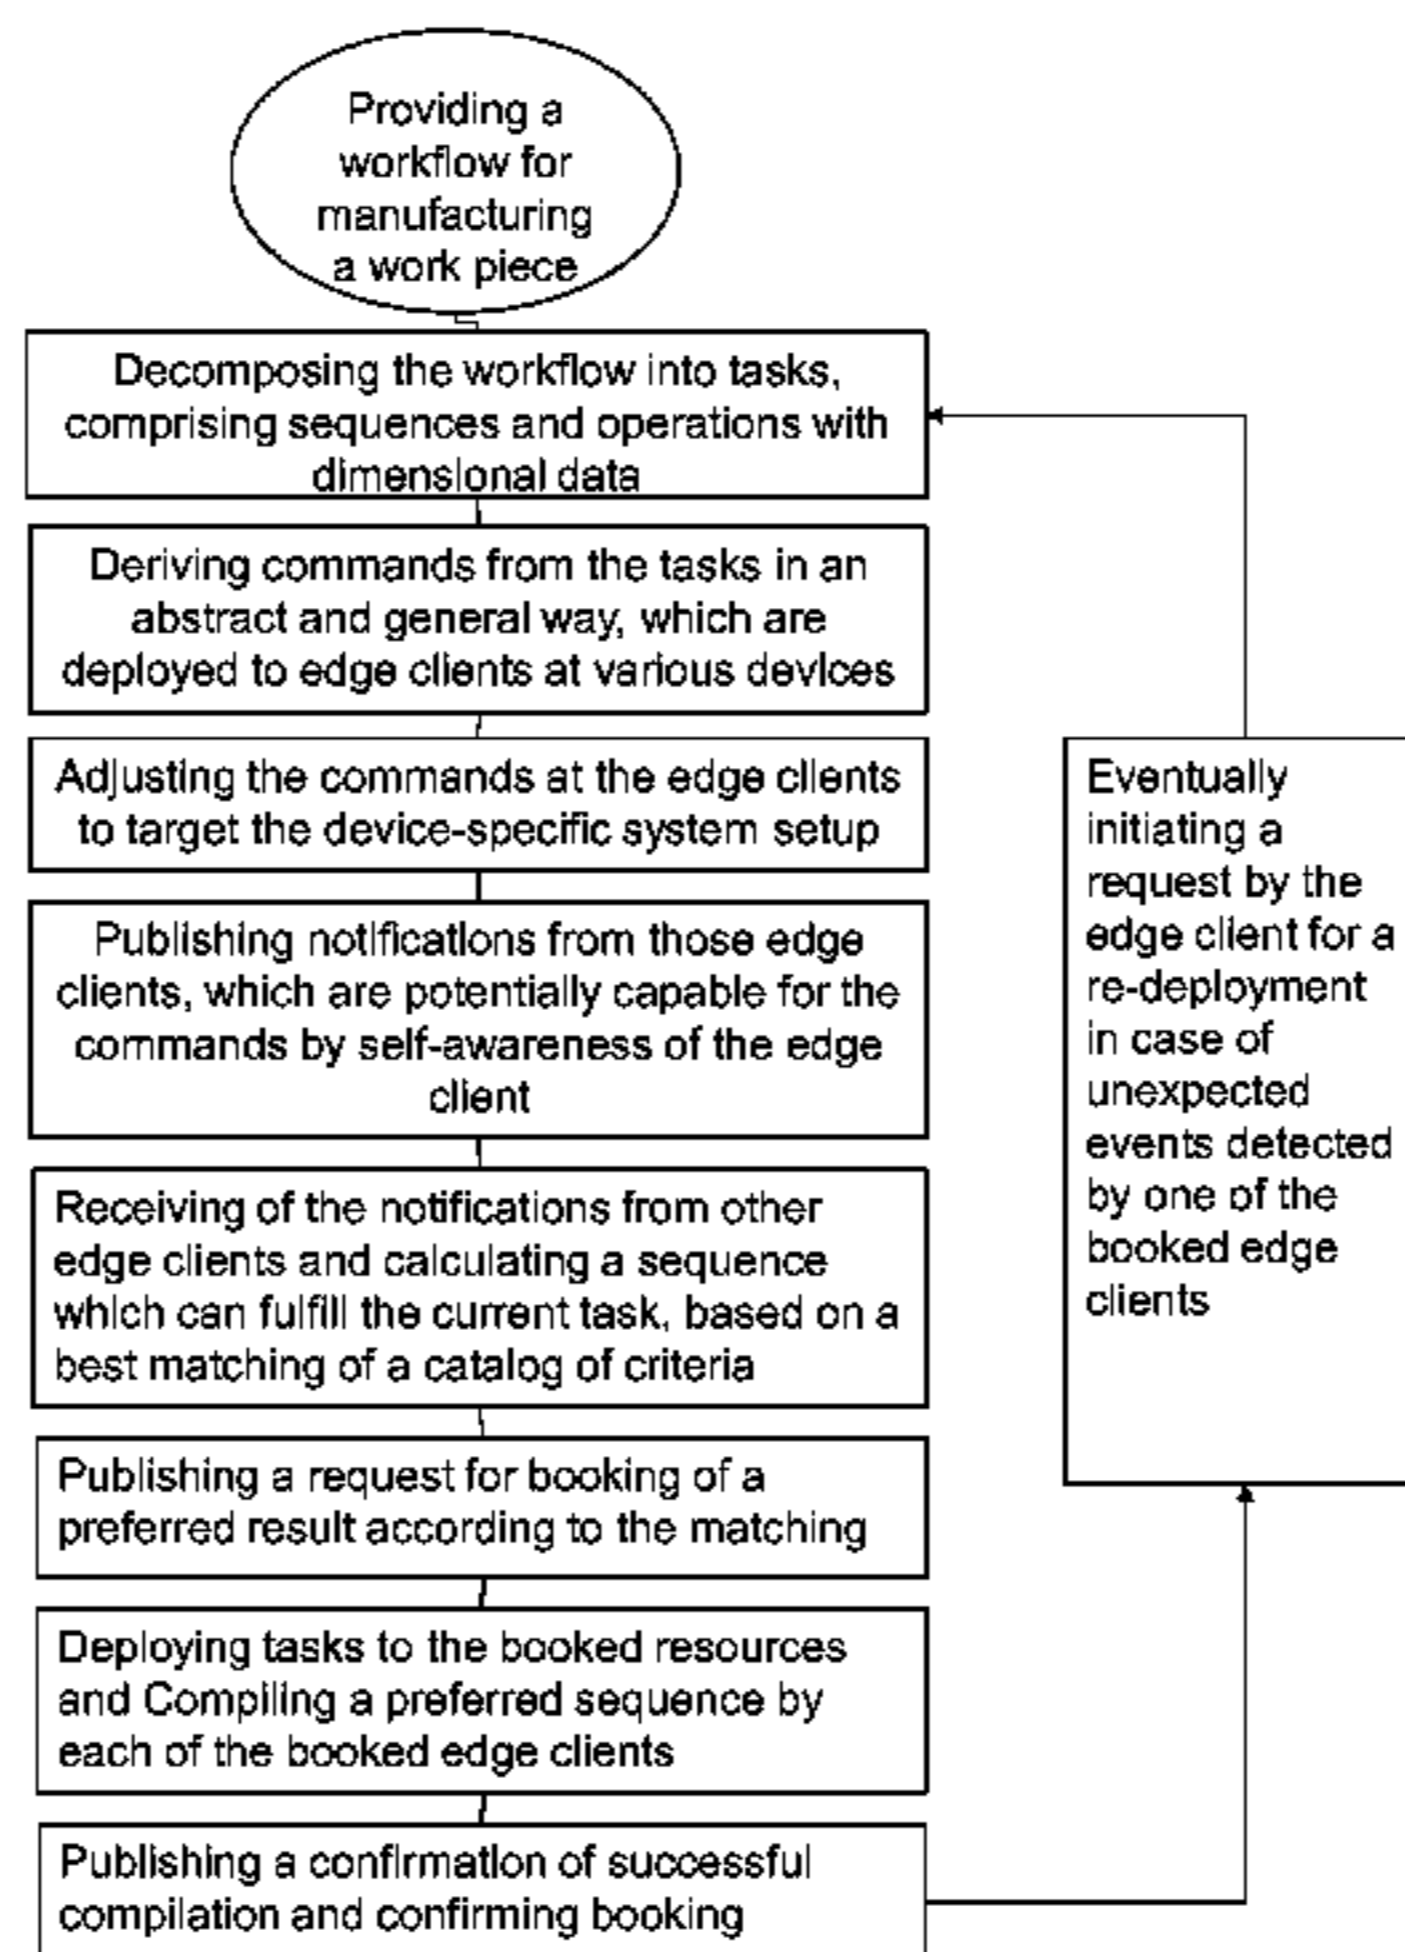 Providing a
workflow for
manufacturing
a work piece
Decomposing the workflow into tasks,
comprising sequences and operations with
dimensional data
Deriving commands from the tasks in an
abstract and general way, which are
deployed to edge clients at various devices
Adjusting the commands at the edge clients
to target the device-specific system setup
Publishing notifications from those edge
clients, which are potentially capable for the
commands by self-awareness of the edge
client
Receiving of the notifications from other
edge clients and calculating a sequence
which can fulfill the current task, based on a
best matching of a catalog of criteria
Publishing a request for booking of a
preferred result according to the matching
Deploying tasks to the booked resources
and Compiling a preferred sequence by
each of the booked edge clients
Publishing a confirmation of successful
compilation and confirming booking
Eventually
initiating a
request by the
edge client for a
re-deployment
in case of
unexpected
events detected
by one of the
booked edge
clients